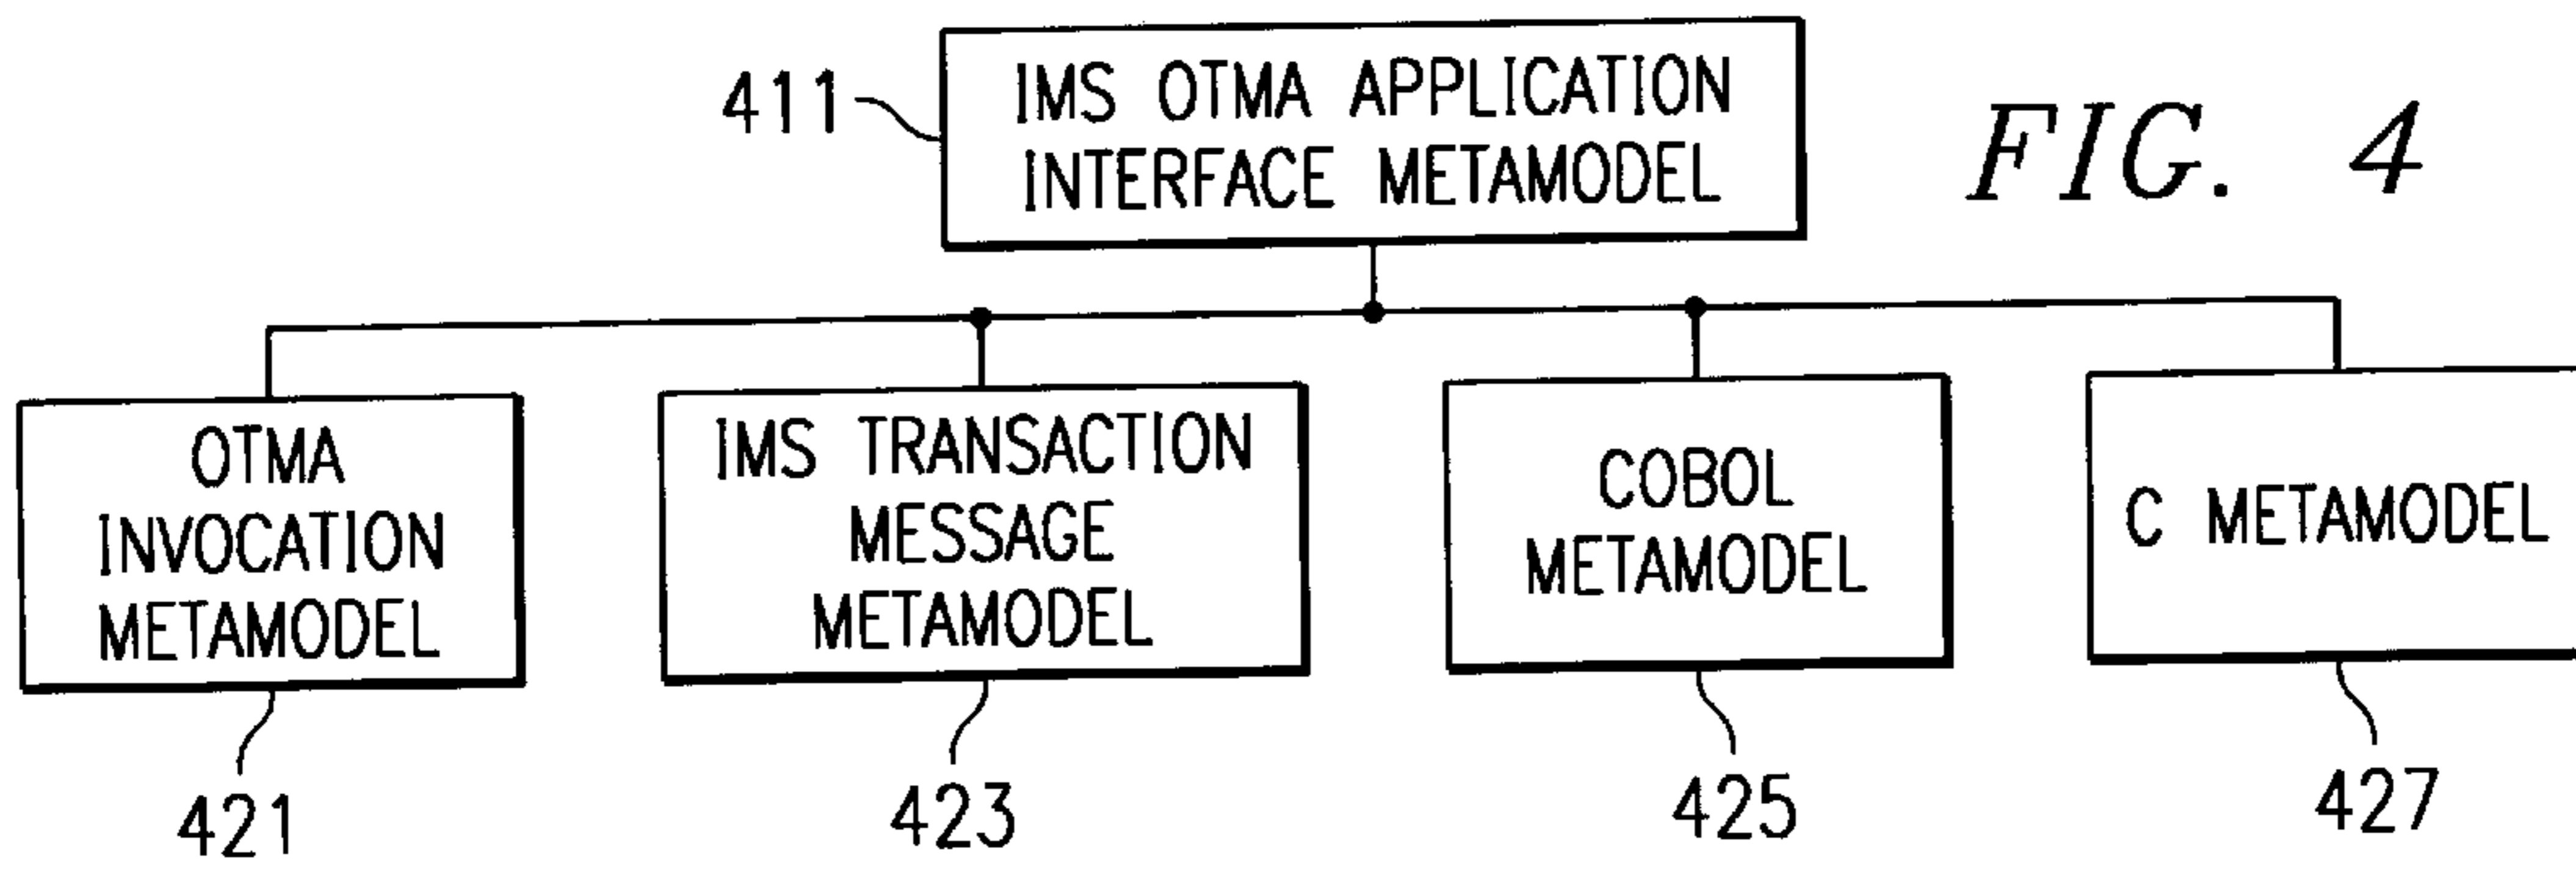 IMS OTMA APPLICATION
INTERFACE METAMODEL
411
FIG. 4
OTMA
INVOCATION
METAMODEL
IMS TRANSACTION
MESSAGE
METAMODEL
COBOL
METAMODEL
C METAMODEL
421
423
425
427